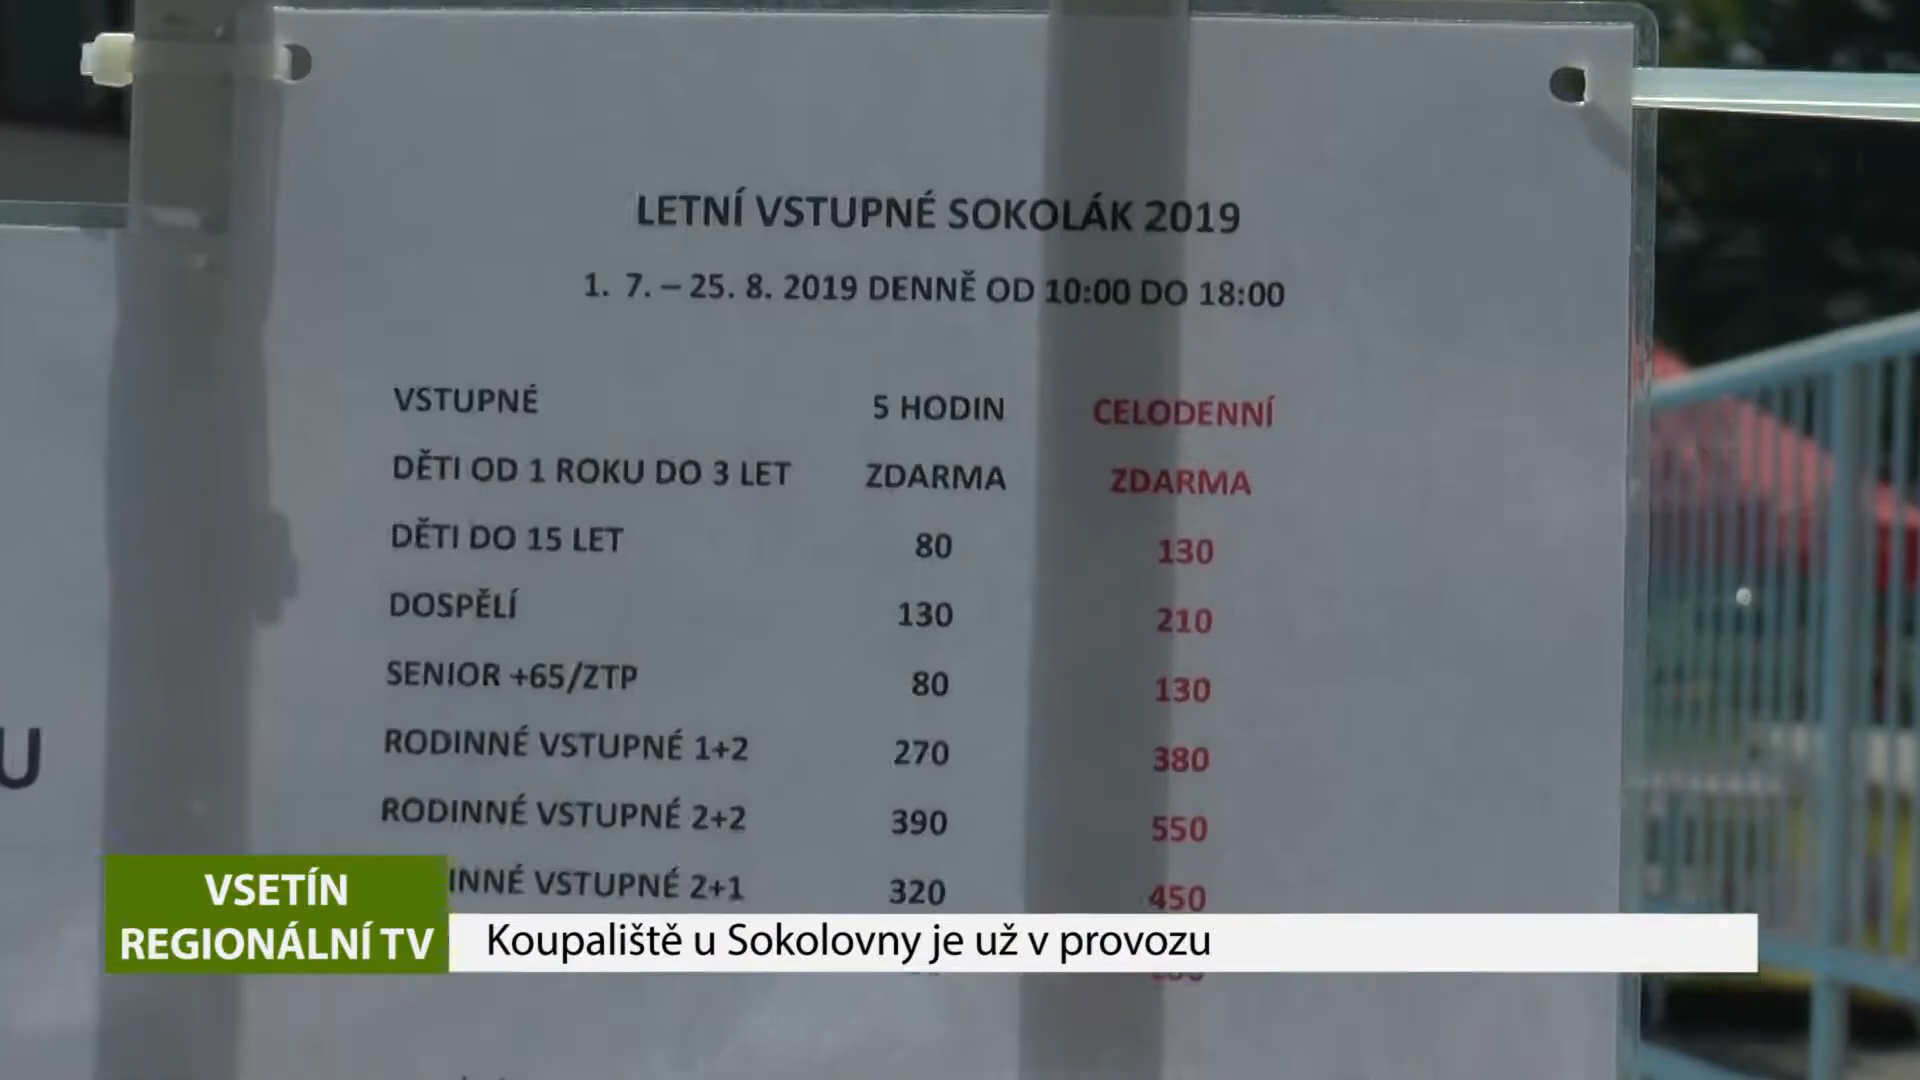 LETNÍ VSTUPNÉ SOKOLÁK 2019
1. 7. – 25. 8. 2019 DENNĚ OD 10:00 DO 18:00
VSTUPNÉ 5 HODIN CELODENNÍ
DĚTI OD 1 ROKU DO 3 LET ZDARMA ZDARMA
DĚTI DO 15 LET 80 130
DOSPĚLÍ 130 210
SENIOR +65/ZTP 80 130
RODINNÉ VSTUPNÉ 1+2 270 380
RODINNÉ VSTUPNÉ 2+2 390 550
INNÉ VSTUPNÉ 2+1 320 450
U
VSETÍN
REGIONÁLNÍ TV
Koupaliště u Sokolovny je už v provozu